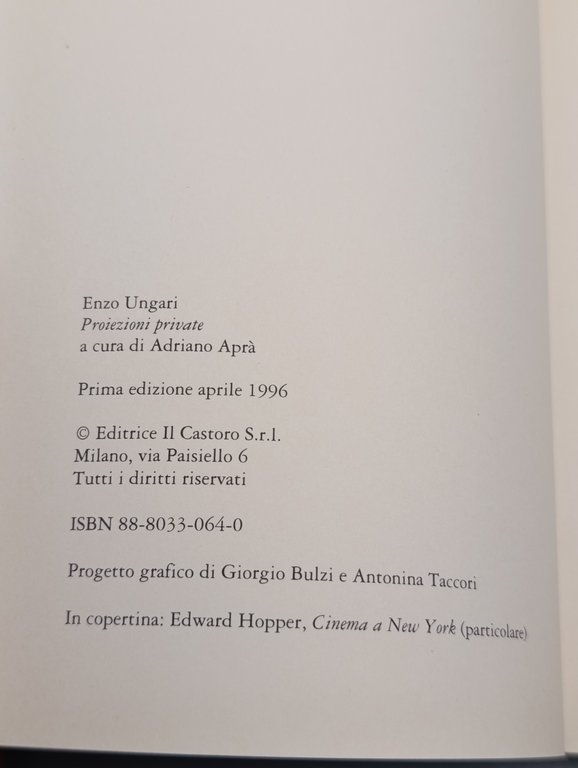 Enzo Ungari
Proiezioni private
a cura di Adriano Aprà
Prima edizione aprile 1996
© Editrice Il Castoro S.r.l.
Milano, via Paisiello 6
Tutti i diritti riservati
ISBN 88-8033-064-0
Progetto grafico di Giorgio Bulzi e Antonina Taccori
In copertina: Edward Hopper, Cinema a New York (particolare)